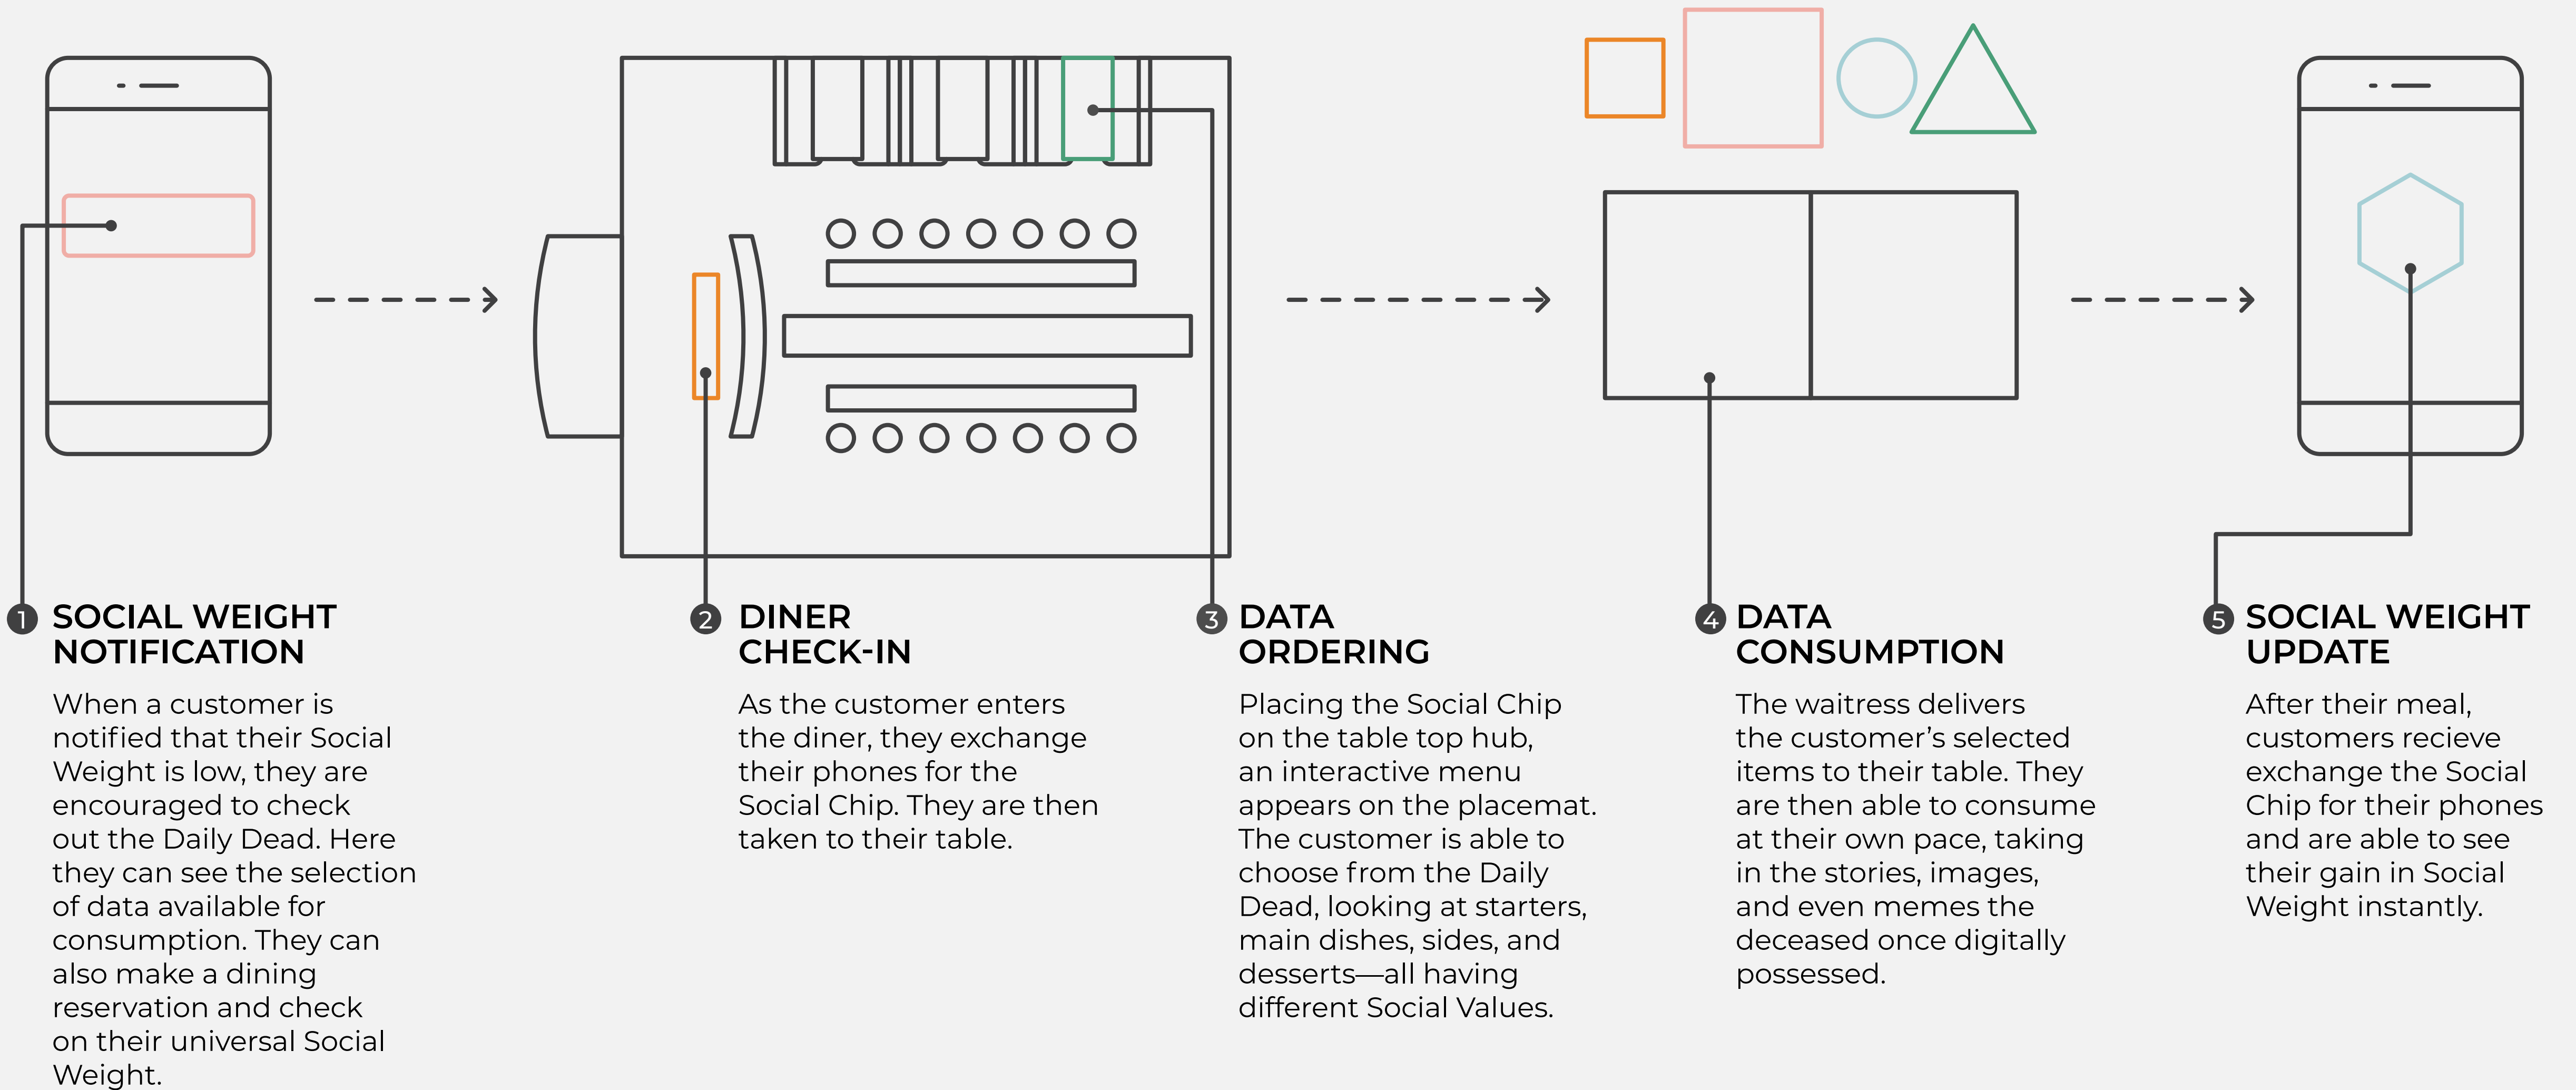 1 SOCIAL WEIGHT
NOTIFICATION
When a customer is
notified that their Social
Weight is low, they are
encouraged to check
out the Daily Dead. Here
they can see the selection
of data available for
consumption. They can
also make a dining
reservation and check
on their universal Social
Weight.
2 DINER
CHECK-IN
As the customer enters
the diner, they exchange
their phones for the
Social Chip. They are then
taken to their table.
3 DATA
ORDERING
Placing the Social Chip
on the table top hub,
an interactive menu
appears on the placemat.
The customer is able to
choose from the Daily
Dead, looking at starters,
main dishes, sides, and
desserts—all having
different Social Values.
4 DATA
CONSUMPTION
The waitress delivers
the customer’s selected
items to their table. They
are then able to consume
at their own pace, taking
in the stories, images,
and even memes the
deceased once digitally
possessed.
5 SOCIAL WEIGHT
UPDATE
After their meal,
customers recieve
exchange the Social
Chip for their phones
and are able to see
their gain in Social
Weight instantly.